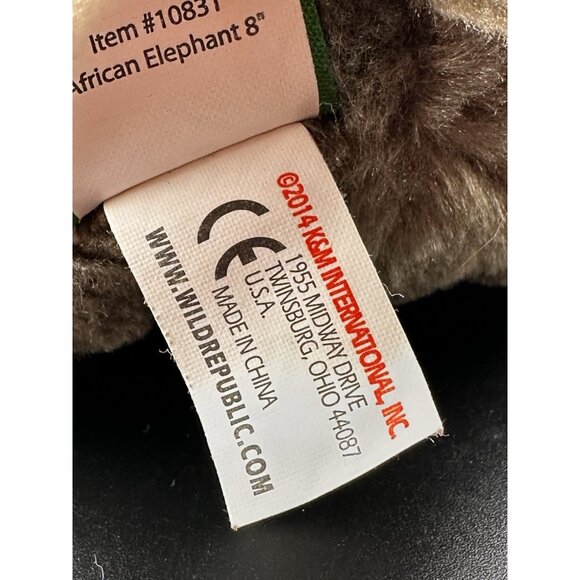 Item #10831
African Elephant 8"
©2014 K&M INTERNATIONAL, INC.
1955 MIDWAY DRIVE
TWINSBURG, OHIO 44087
U.S.A.
CE
MADE IN CHINA
WWW.WILDREPUBLIC.COM